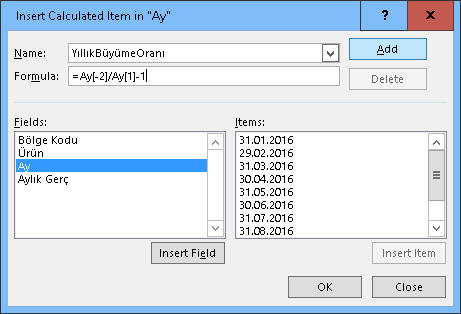 Insert Calculated Item in "Ay"
?
Name: YıllıkBüyümeOranı Add
Formula: =Ay[-2]/Ay[1]-1 Delete
Fields: Items:
Bölge Kodu 31.01.2016
Ürün 29.02.2016
Ay 31.03.2016
Aylık Gerç 30.04.2016
31.05.2016
30.06.2016
31.07.2016
31.08.2016
Insert Field Insert Item
OK Close